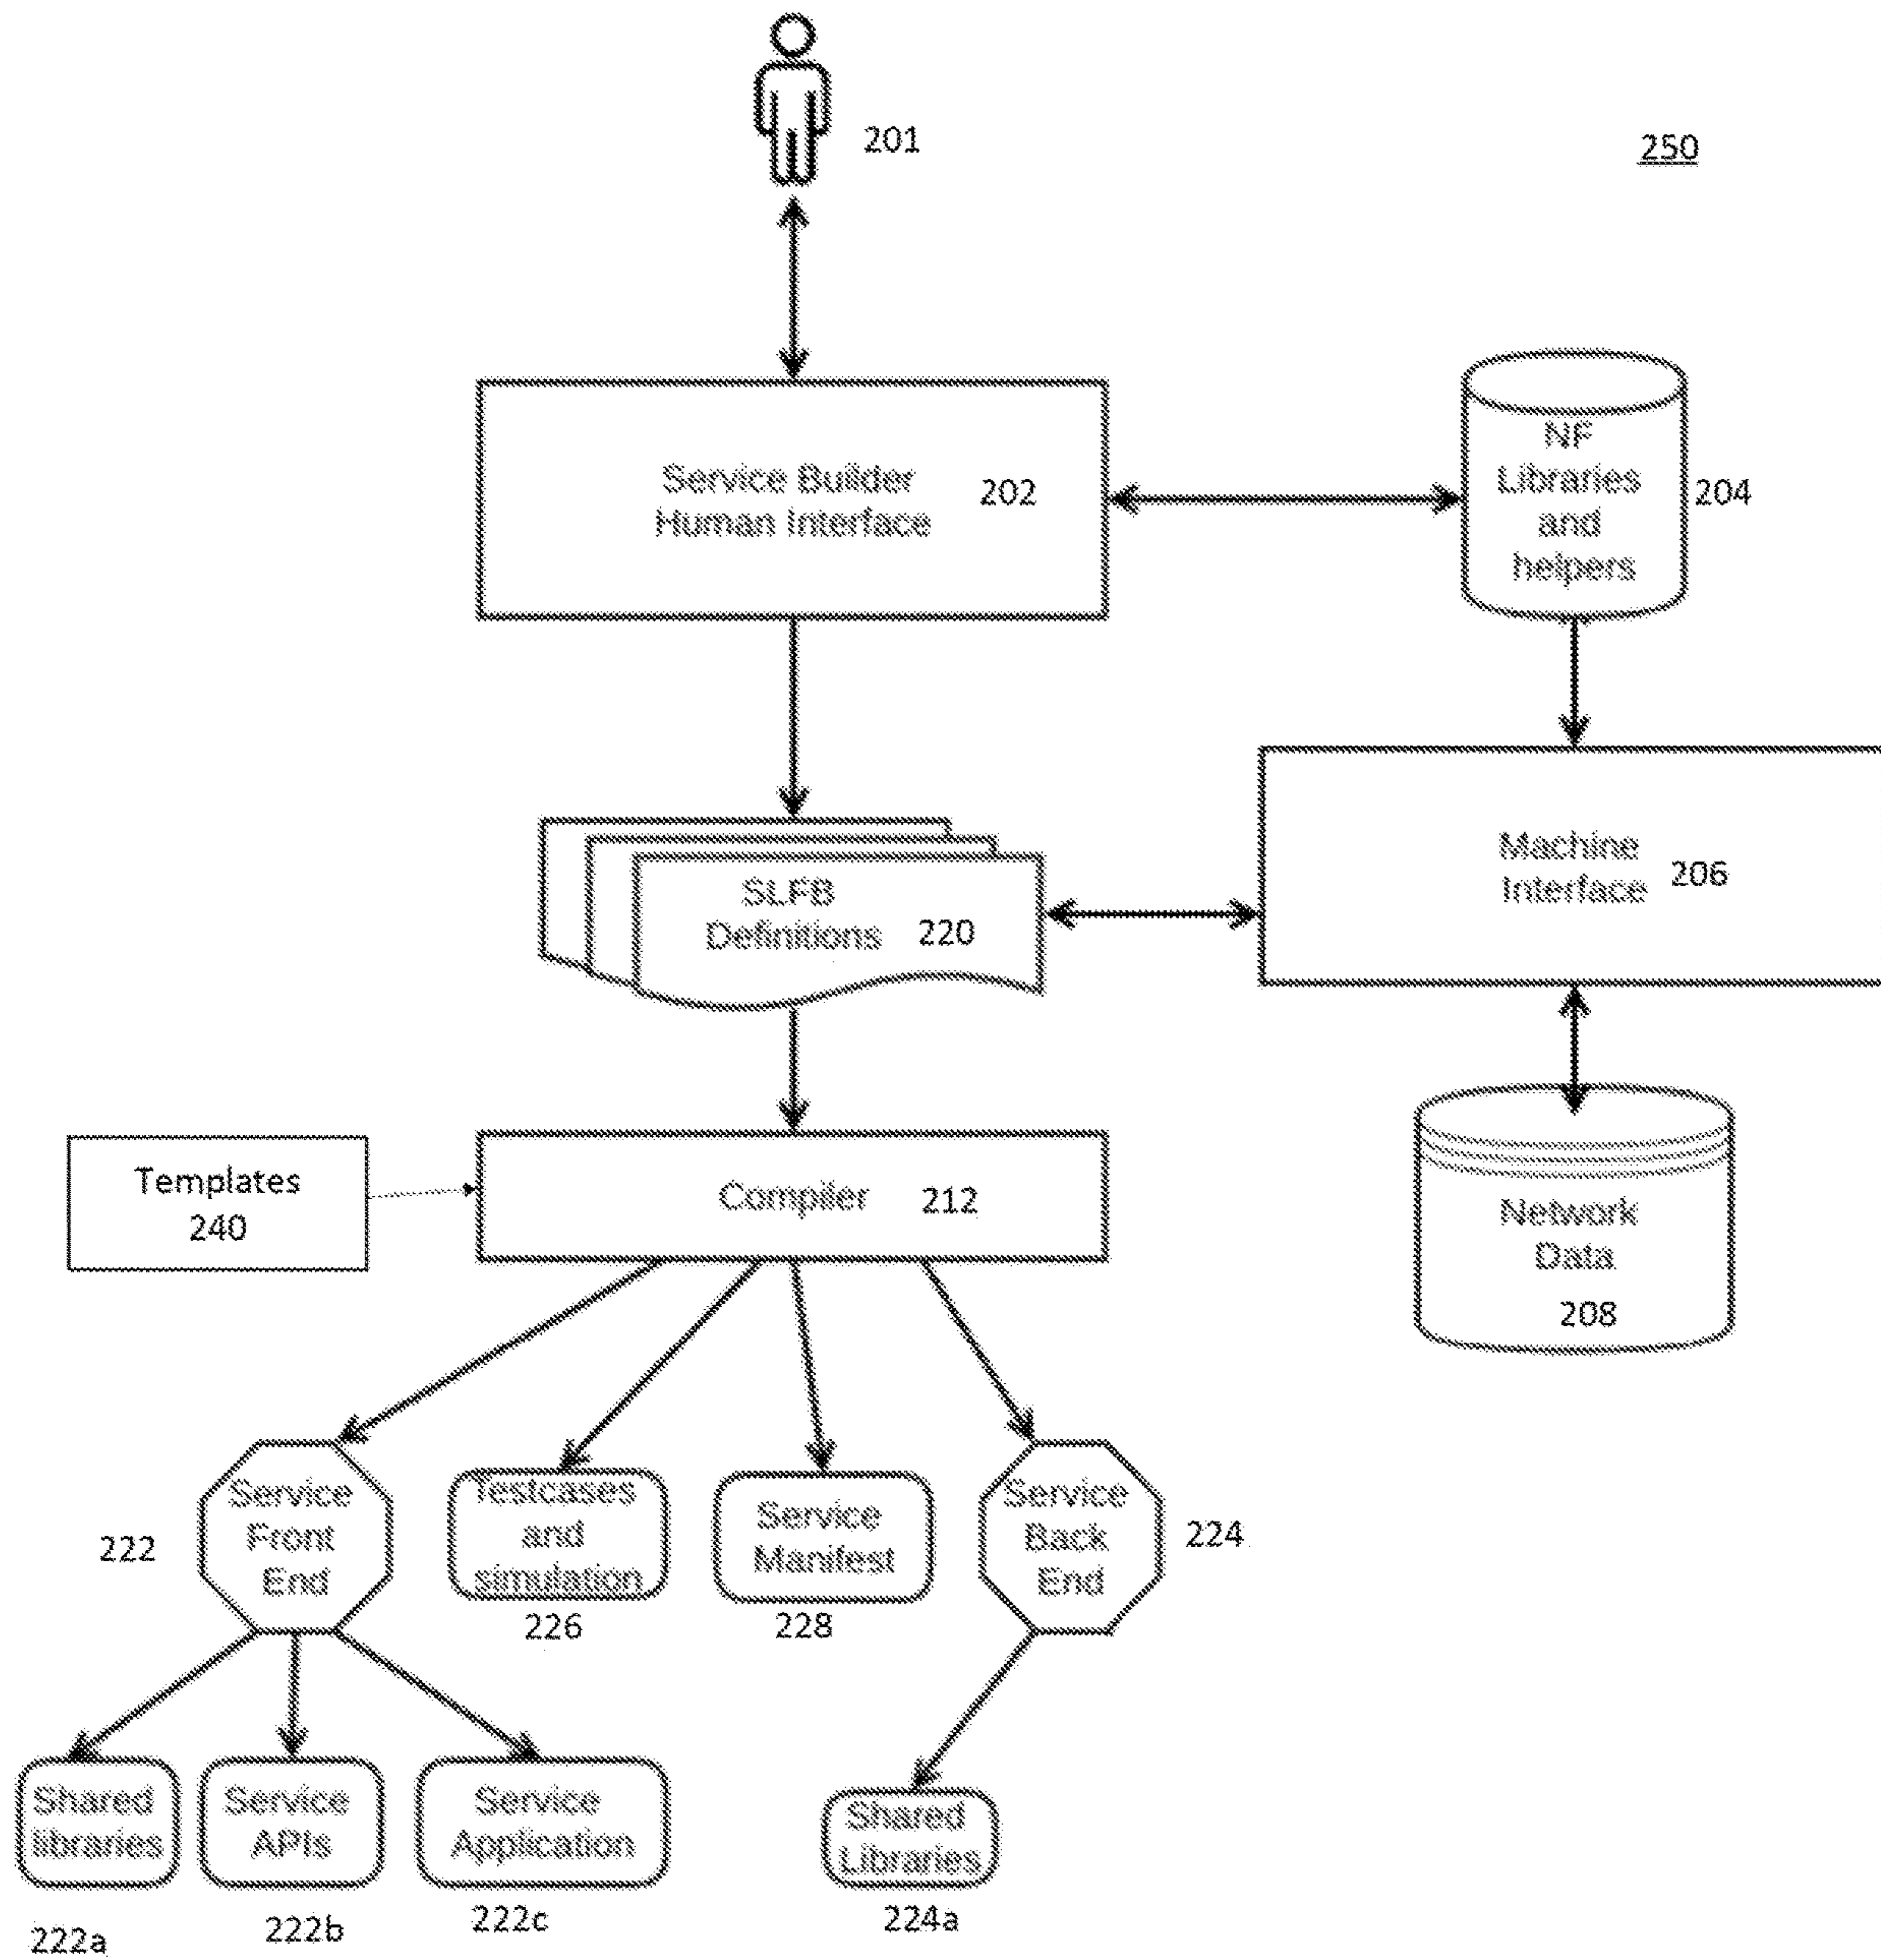 201
250
Service Builder
Human Interface
202
NF
Libraries
and
helpers
204
Machine
Interface
206
SLFB
Definitions
220
Templates
240
Compiler
212
Network
Data
208
Service
Front
End
222
Testcases
and
simulation
226
Service
Manifest
228
Service
Back
End
224
Shared
libraries
222a
Service
APIs
222b
Service
Application
222c
Shared
Libraries
224a